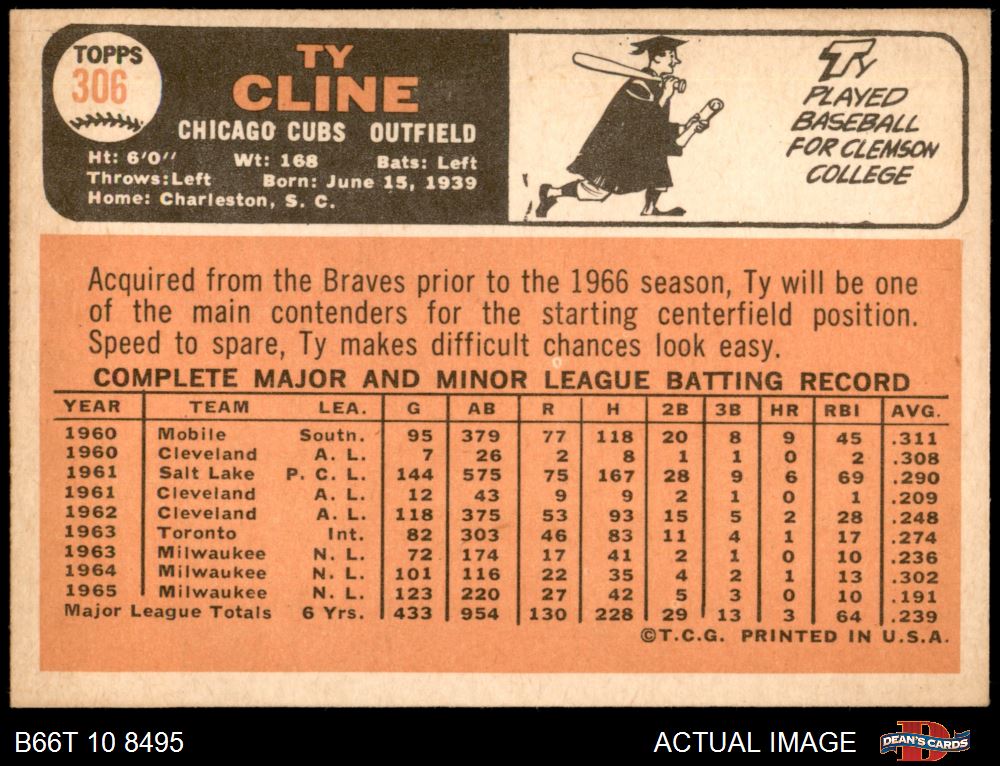 TOPPS
306
TY
CLINE
CHICAGO CUBS OUTFIELD
Ht: 6'0" Wt: 168 Bats: Left
Throws:Left Born: June 15, 1939
Home: Charleston, S. C.
TY
PLAYED
BASEBALL
FOR CLEMSON
COLLEGE
Acquired from the Braves prior to the 1966 season, Ty will be one
of the main contenders for the starting centerfield position.
Speed to spare, Ty makes difficult chances look easy.
COMPLETE MAJOR AND MINOR LEAGUE BATTING RECORD
YEAR TEAM LEA. G AB R H 2B 3B HR RBI AVG.
1960 Mobile South. 95 379 77 118 20 8 9 45 .311
1960 Cleveland A. L. 7 26 2 8 1 1 0 2 .308
1961 Salt Lake P. C. L. 144 575 75 167 28 9 6 69 .290
1961 Cleveland A. L. 12 43 9 9 2 1 0 1 .209
1962 Cleveland A. L. 118 375 53 93 15 5 2 28 .248
1963 Toronto Int. 82 303 46 83 11 4 1 17 .274
1963 Milwaukee N. L. 72 174 17 41 2 1 0 10 .236
1964 Milwaukee N. L. 101 116 22 35 4 2 1 13 .302
1965 Milwaukee N. L. 123 220 27 42 5 3 0 10 .191
Major League Totals 6 Yrs. 433 954 130 228 29 13 3 64 .239
©T.C.G. PRINTED IN U.S.A.
B66T 10 8495 ACTUAL IMAGE
D
DEAN'S CARDS